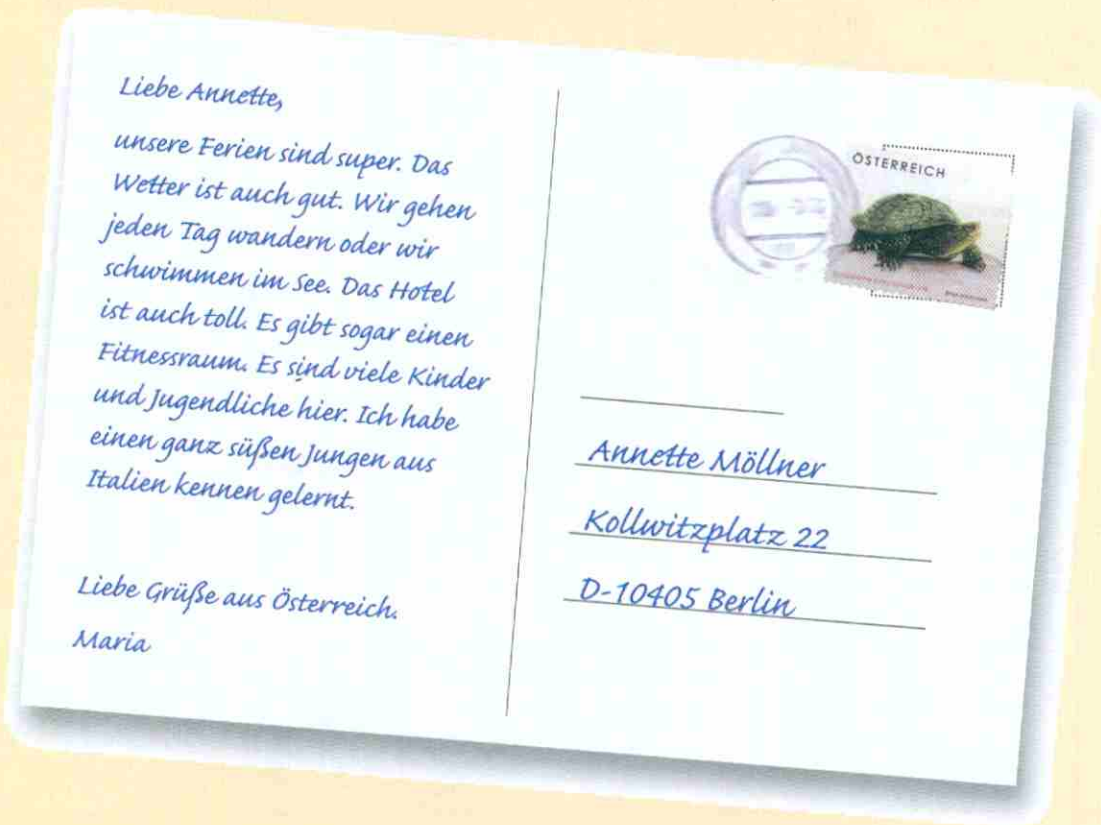 Liebe Annette,
unsere Ferien sind super. Das
Wetter ist auch gut. Wir gehen
jeden Tag wandern oder wir
schwimmen im See. Das Hotel
ist auch toll. Es gibt sogar einen
Fitnessraum. Es sind viele Kinder
und Jugendliche hier. Ich habe
einen ganz süßen Jungen aus
Italien kennen gelernt.
Liebe Grüße aus Österreich.
Maria
ÖSTERREICH
Annette Möllner
Kollwitzplatz 22
D-10405 Berlin